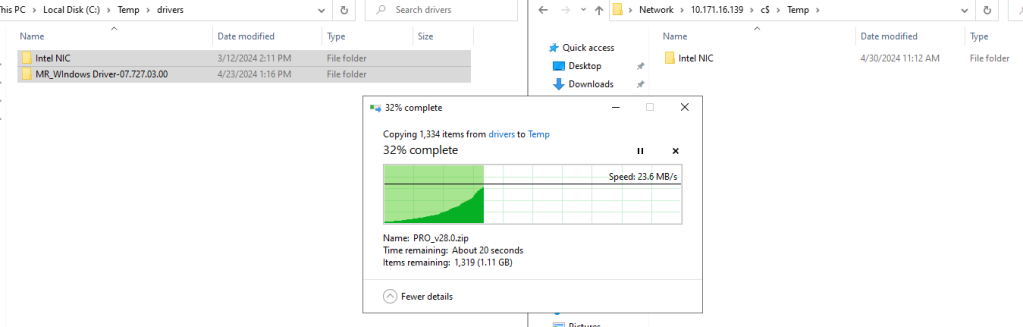 This PC > Local Disk (C:) > Temp > drivers
Search drivers
Name Date modified Type Size
Intel NIC 3/12/2024 2:11 PM File folder
MR_WIndows Driver-07.727.03.00 4/23/2024 1:16 PM File folder
Network > 10.171.16.139 > c$ > Temp >
Quick access
Desktop
Downloads
Name Date modified Type
Intel NIC 4/30/2024 11:12 AM File folder
32% complete
Copying 1,334 items from drivers to Temp
32% complete
Speed: 23.6 MB/s
Name: PRO_v28.0.zip
Time remaining: About 20 seconds
Items remaining: 1,319 (1.11 GB)
Fewer details
Pictures